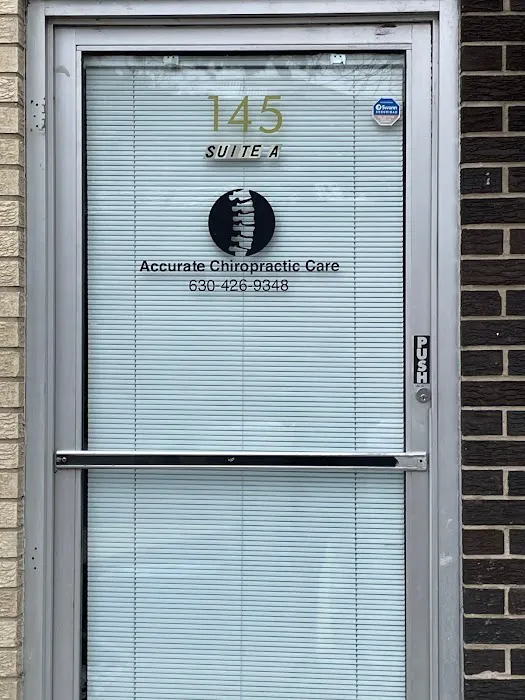 145
SUITE A
Accurate Chiropractic Care
630-426-9348
PUSH